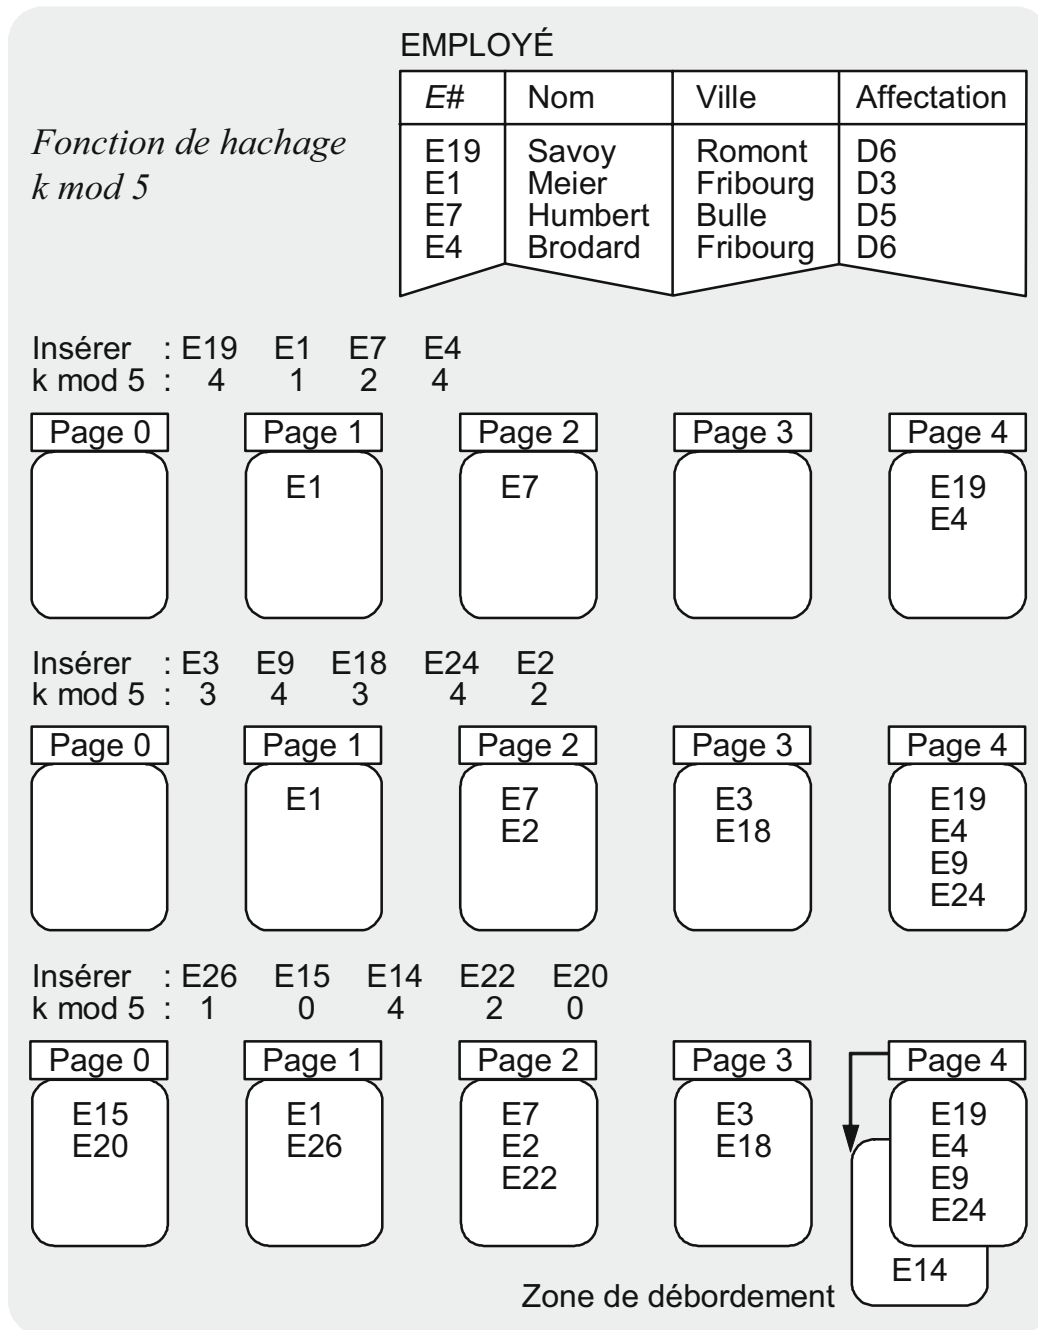 EMPLOYÉ
E# Nom Ville Affectation
Fonction de hachage
k mod 5
E19 Savoy Romont D6
E1 Meier Fribourg D3
E7 Humbert Bulle D5
E4 Brodard Fribourg D6
Insérer : E19 E1 E7 E4
k mod 5 : 4 1 2 4
Page 0 Page 1 Page 2 Page 3 Page 4
E1 E7 E19
E4
Insérer : E3 E9 E18 E24 E2
k mod 5 : 3 4 3 4 2
Page 0 Page 1 Page 2 Page 3 Page 4
E1 E7 E3 E19
E2 E18 E4
E9
E24
Insérer : E26 E15 E14 E22 E20
k mod 5 : 1 0 4 2 0
Page 0 Page 1 Page 2 Page 3 Page 4
E15 E1 E7 E3 E19
E20 E26 E2 E18 E4
E22 E9
E24
E14
Zone de débordement